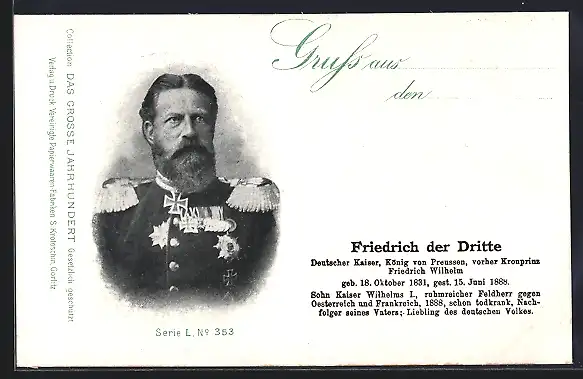 Collection DAS GROSSE JAHRHUNDERT Gesetzlich geschützt
Verlag u. Druck Vereinigte Papierwaaren-Fabriken S. Krotoschin, Görlitz
Gruss aus
den
Serie L, No 353
Friedrich der Dritte
Deutscher Kaiser, König von Preussen, vorher Kronprinz
Friedrich Wilhelm
geb. 18. Oktober 1831, gest. 15. Juni 1888.
Sohn Kaiser Wilhelms I., ruhmreicher Feldherr gegen
Oesterreich und Frankreich, 1888, schon todkrank, Nach-
folger seines Vaters; Liebling des deutschen Volkes.